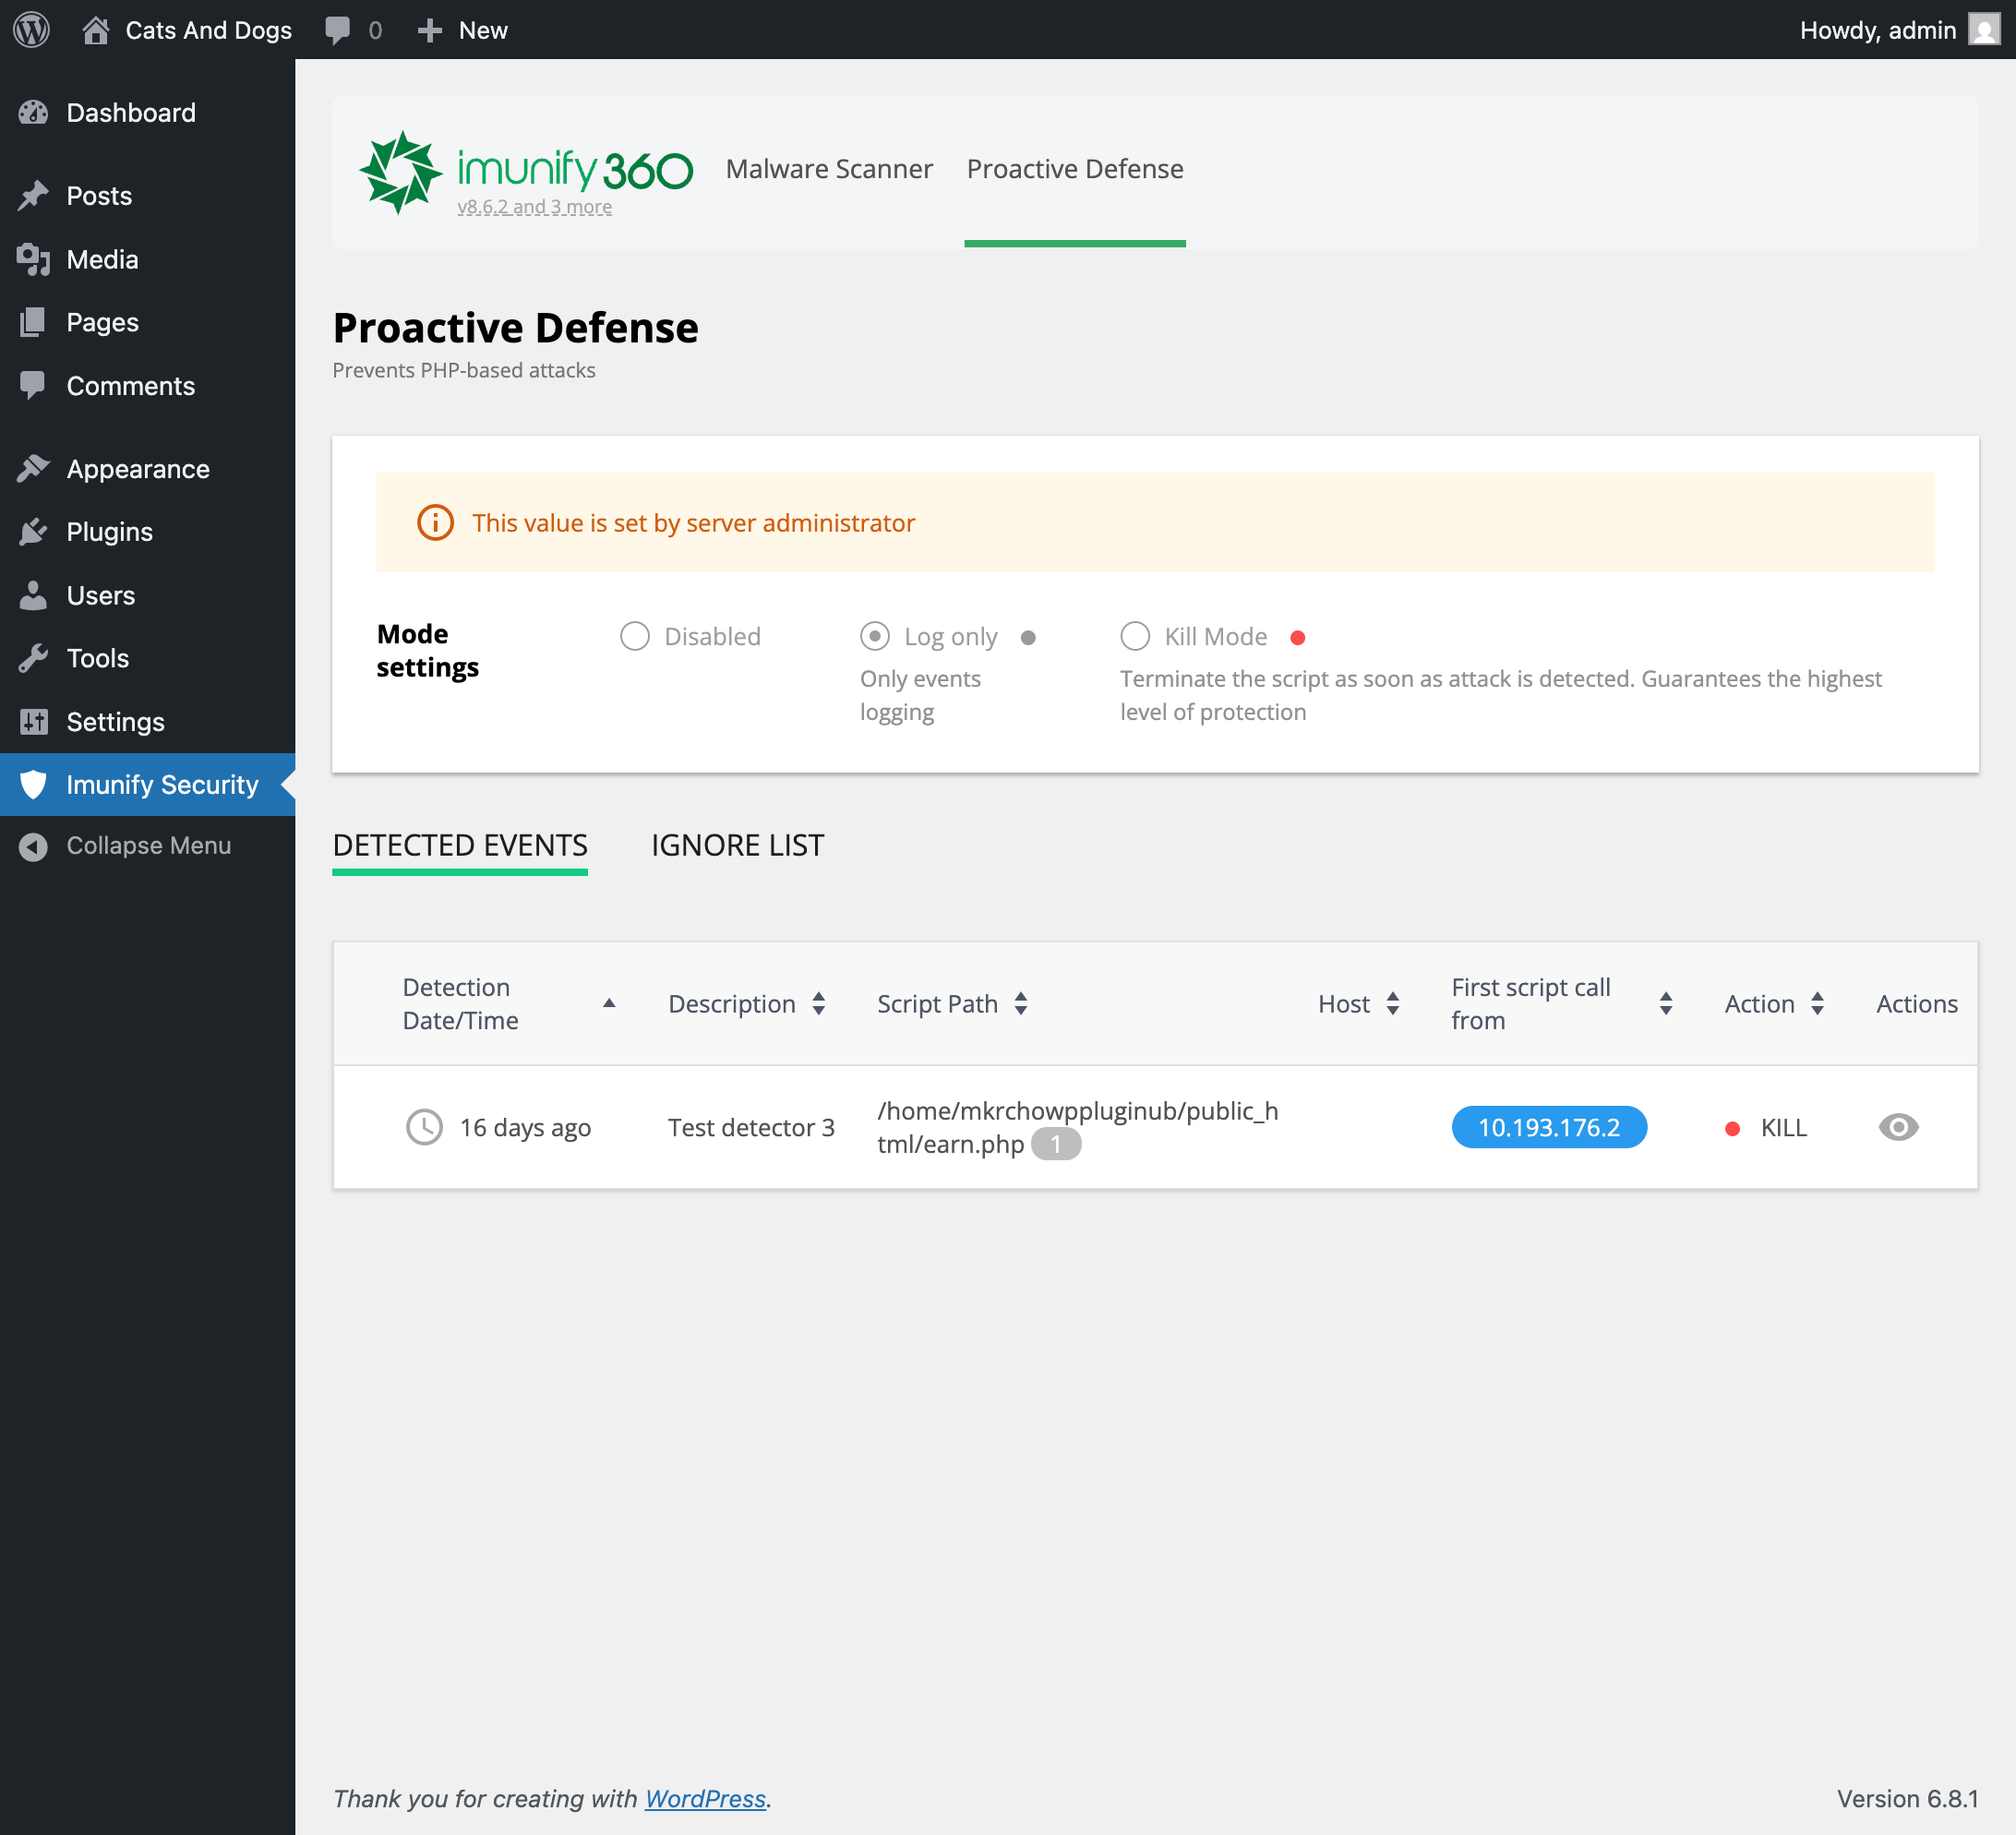 Cats And Dogs 0 New Howdy, admin
Dashboard
Posts
Media
Pages
Comments
Appearance
Plugins
Users
Tools
Settings
Imunify Security
Collapse Menu
imunify360
v8.6.2 and 3 more
Malware Scanner
Proactive Defense
Proactive Defense
Prevents PHP-based attacks
This value is set by server administrator
Mode
settings
Disabled
Log only
Only events
logging
Kill Mode
Terminate the script as soon as attack is detected. Guarantees the highest
level of protection
DETECTED EVENTS
IGNORE LIST
Detection
Date/Time
Description
Script Path
Host
First script call
from
Action
Actions
16 days ago
Test detector 3
/home/mkrchowppluginub/public_h
tml/earn.php 1
10.193.176.2
KILL
Thank you for creating with WordPress.
Version 6.8.1